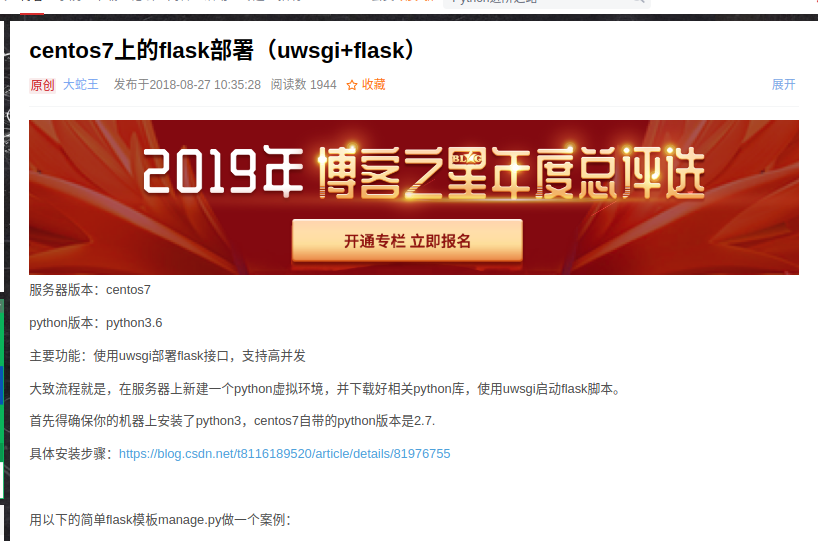 centos7上的flask部署（uwsgi+flask）
原创 大蛇王 发布于2018-08-27 10:35:28 阅读数 1944 收藏 展开
2019年 博客之星年度总评选
BLOG
开通专栏 立即报名
服务器版本：centos7
python版本：python3.6
主要功能：使用uwsgi部署flask接口，支持高并发
大致流程就是，在服务器上新建一个python虚拟环境，并下载好相关python库，使用uwsgi启动flask脚本。
首先得确保你的机器上安装了python3，centos7自带的python版本是2.7.
具体安装步骤：https://blog.csdn.net/t8116189520/article/details/81976755
用以下的简单flask模板manage.py做一个案例：